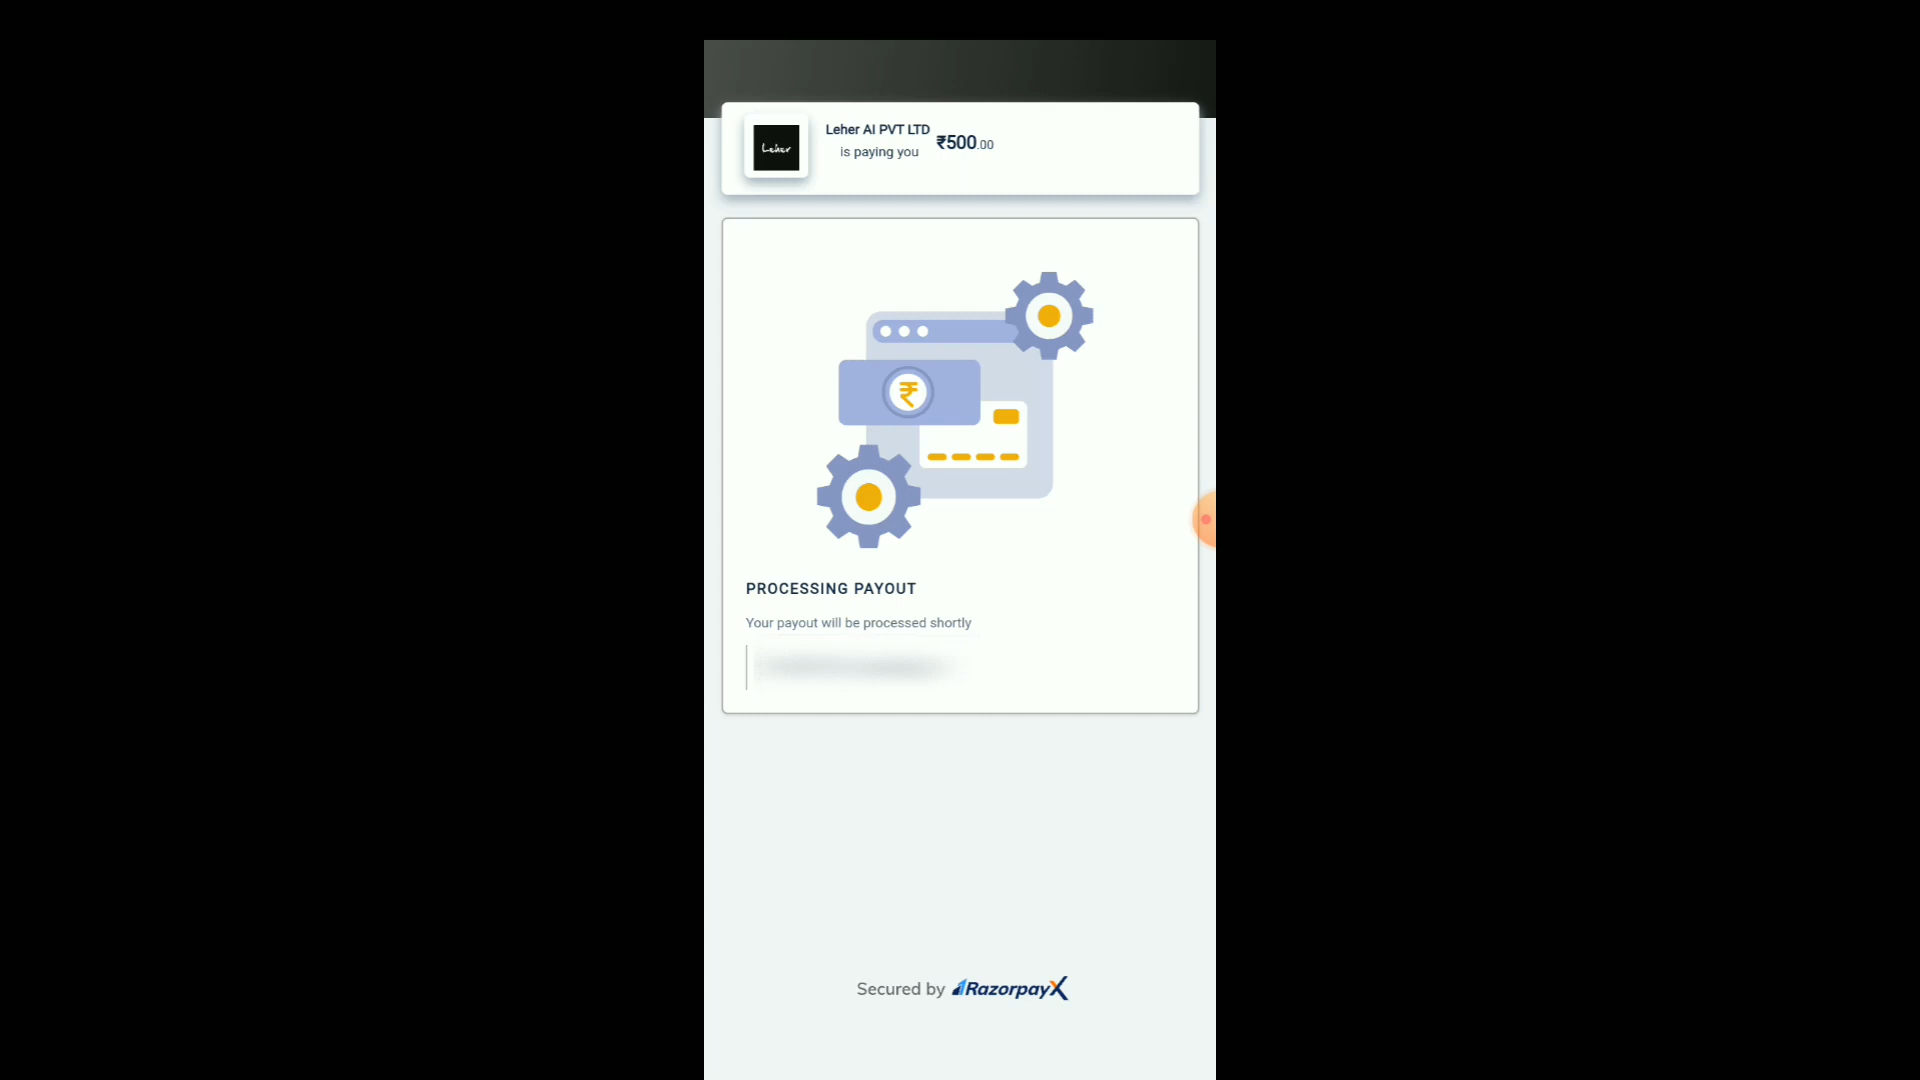 Leher
Leher AI PVT LTD
is paying you
₹500.00
₹
PROCESSING PAYOUT
Your payout will be processed shortly
Secured by RazorpayX